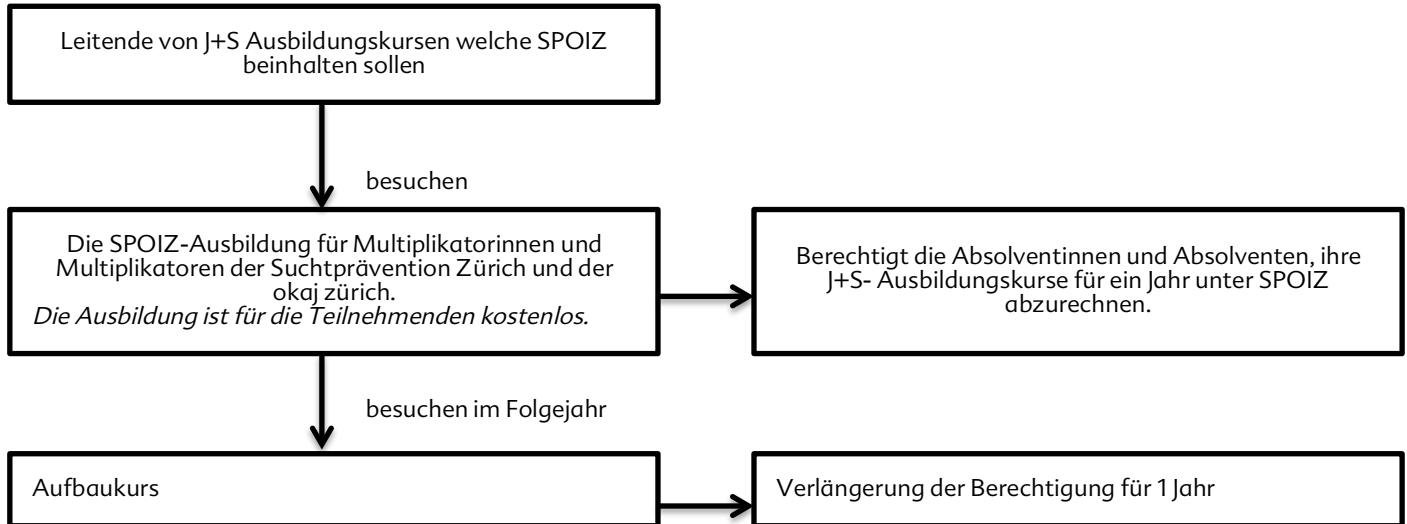 Leitende von J+S Ausbildungskursen welche SPOIZ
beinhalten sollen
besuchen
Die SPOIZ-Ausbildung für Multiplikatorinnen und
Multiplikatoren der Suchtprävention Zürich und der
okaj zürich.
Die Ausbildung ist für die Teilnehmenden kostenlos.
Berechtigt die Absolventinnen und Absolventen, ihre
J+S- Ausbildungskurse für ein Jahr unter SPOIZ
abzurechnen.
besuchen im Folgejahr
Aufbaukurs
Verlängerung der Berechtigung für 1 Jahr